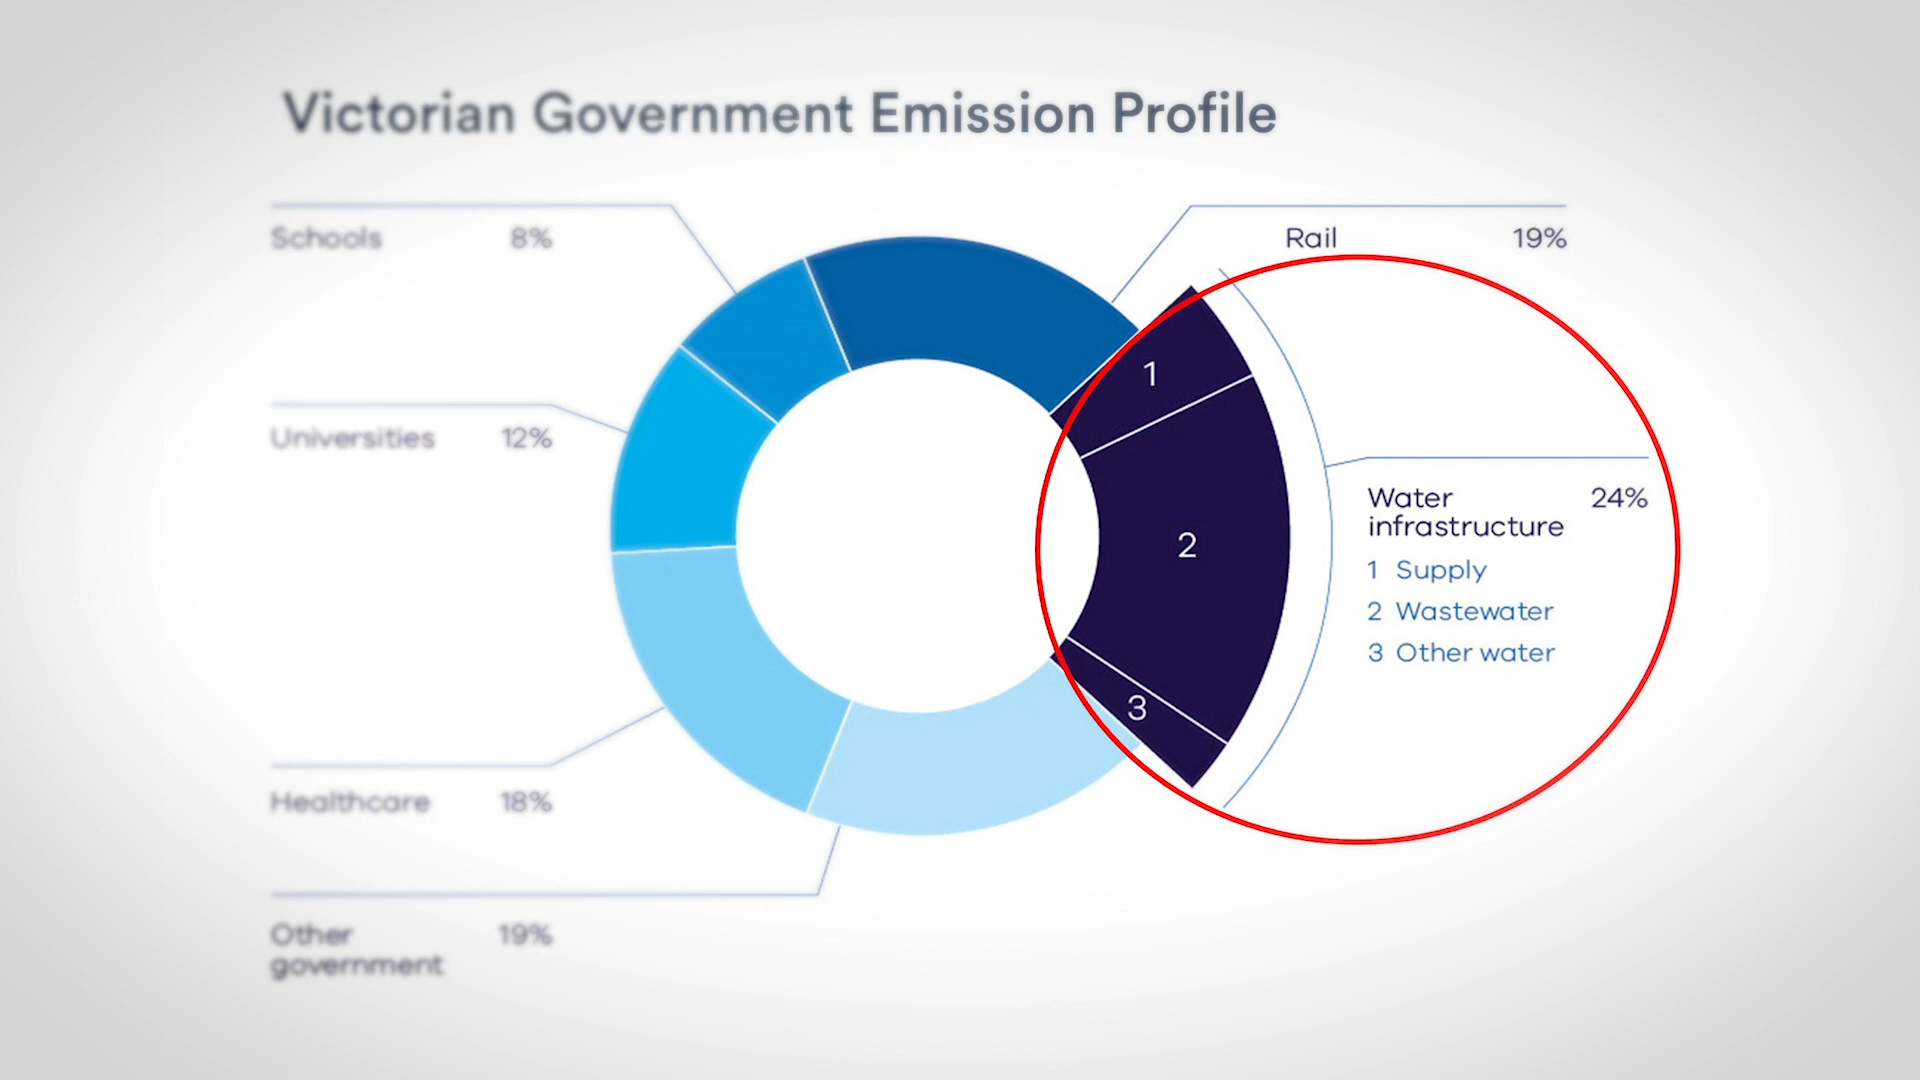 Victorian Government Emission Profile
Schools 8%
Rail 19%
Universities 12%
1
2
3
Water 24%
infrastructure
1 Supply
2 Wastewater
3 Other water
Healthcare 18%
Other 19%
government